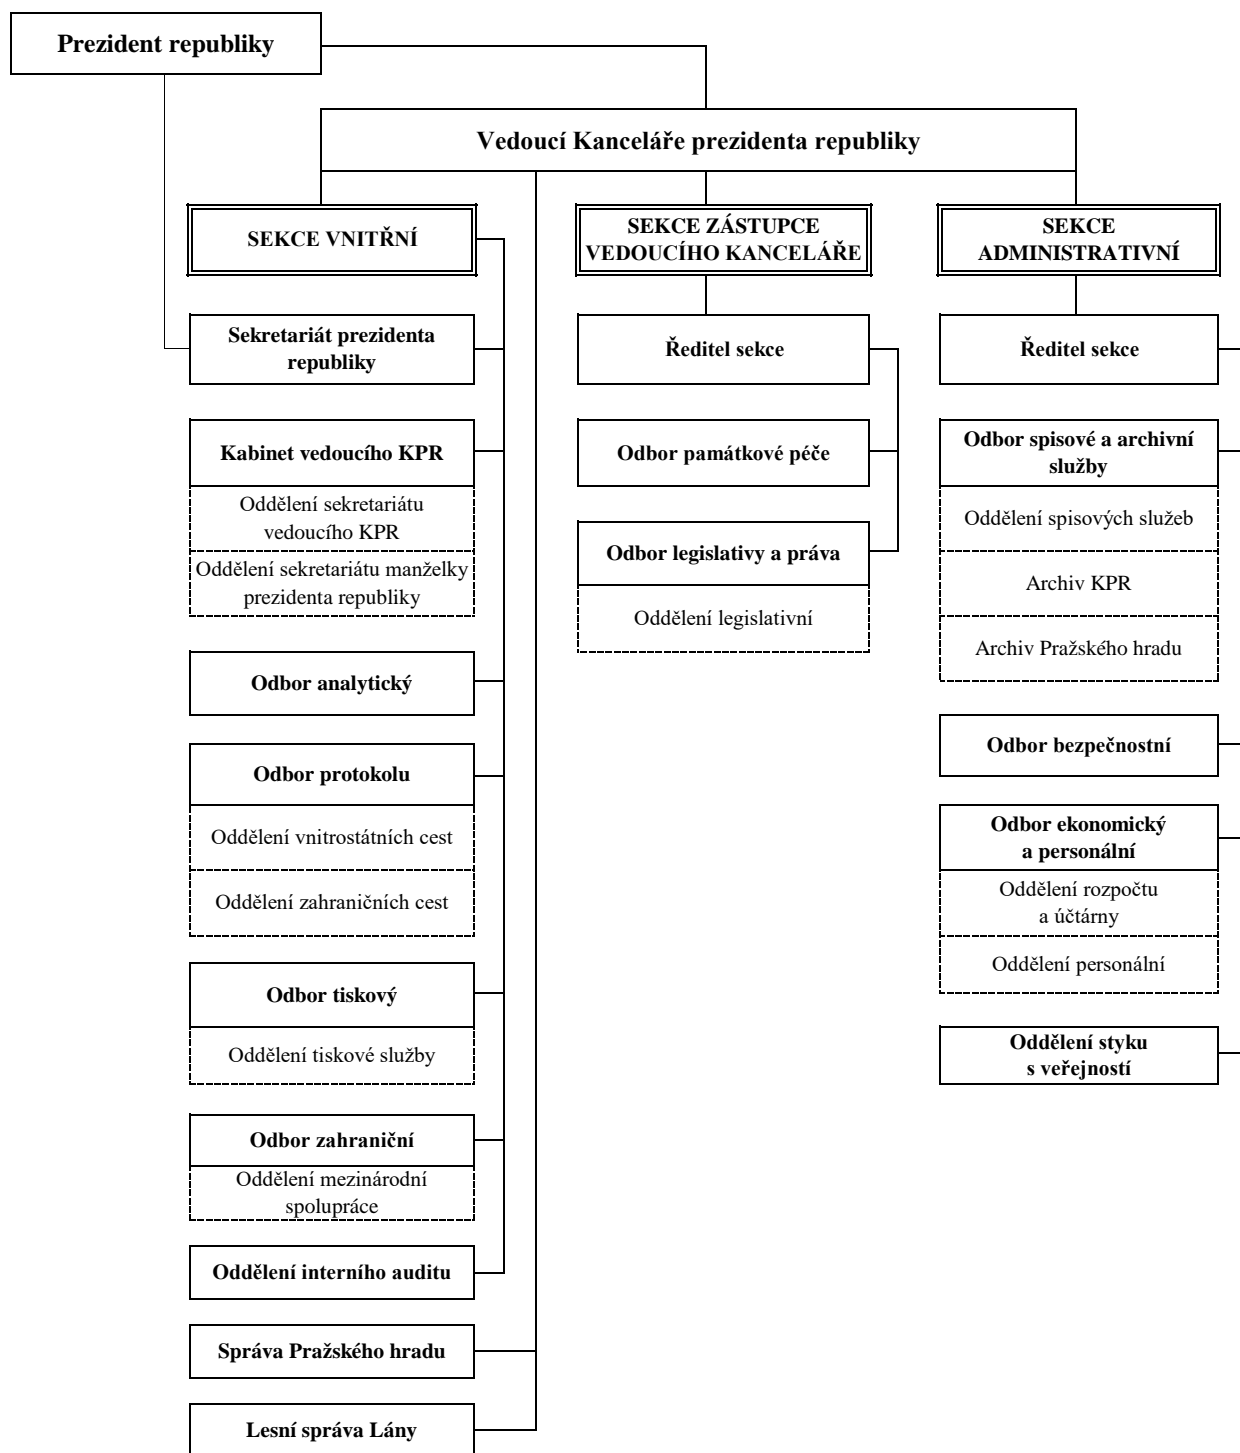 Prezident republiky
Vedoucí Kanceláře prezidenta republiky
SEKCE VNITŘNÍ
Sekretariát prezidenta
republiky
Kabinet vedoucího KPR
Oddělení sekretariátu
vedoucího KPR
Oddělení sekretariátu manželky
prezidenta republiky
Odbor analytický
Odbor protokolu
Oddělení vnitrostátních cest
Oddělení zahraničních cest
Odbor tiskový
Oddělení tiskové služby
Odbor zahraniční
Oddělení mezinárodní
spolupráce
Oddělení interního auditu
Správa Pražského hradu
Lesní správa Lány
SEKCE ZÁSTUPCE
VEDOUCÍHO KANCELÁŘE
Ředitel sekce
Odbor památkové péče
Odbor legislativy a práva
Oddělení legislativní
SEKCE
ADMINISTRATIVNÍ
Ředitel sekce
Odbor spisové a archivní
služby
Oddělení spisových služeb
Archiv KPR
Archiv Pražského hradu
Odbor bezpečnostní
Odbor ekonomický
a personální
Oddělení rozpočtu
a účtárny
Oddělení personální
Oddělení styku
s veřejností